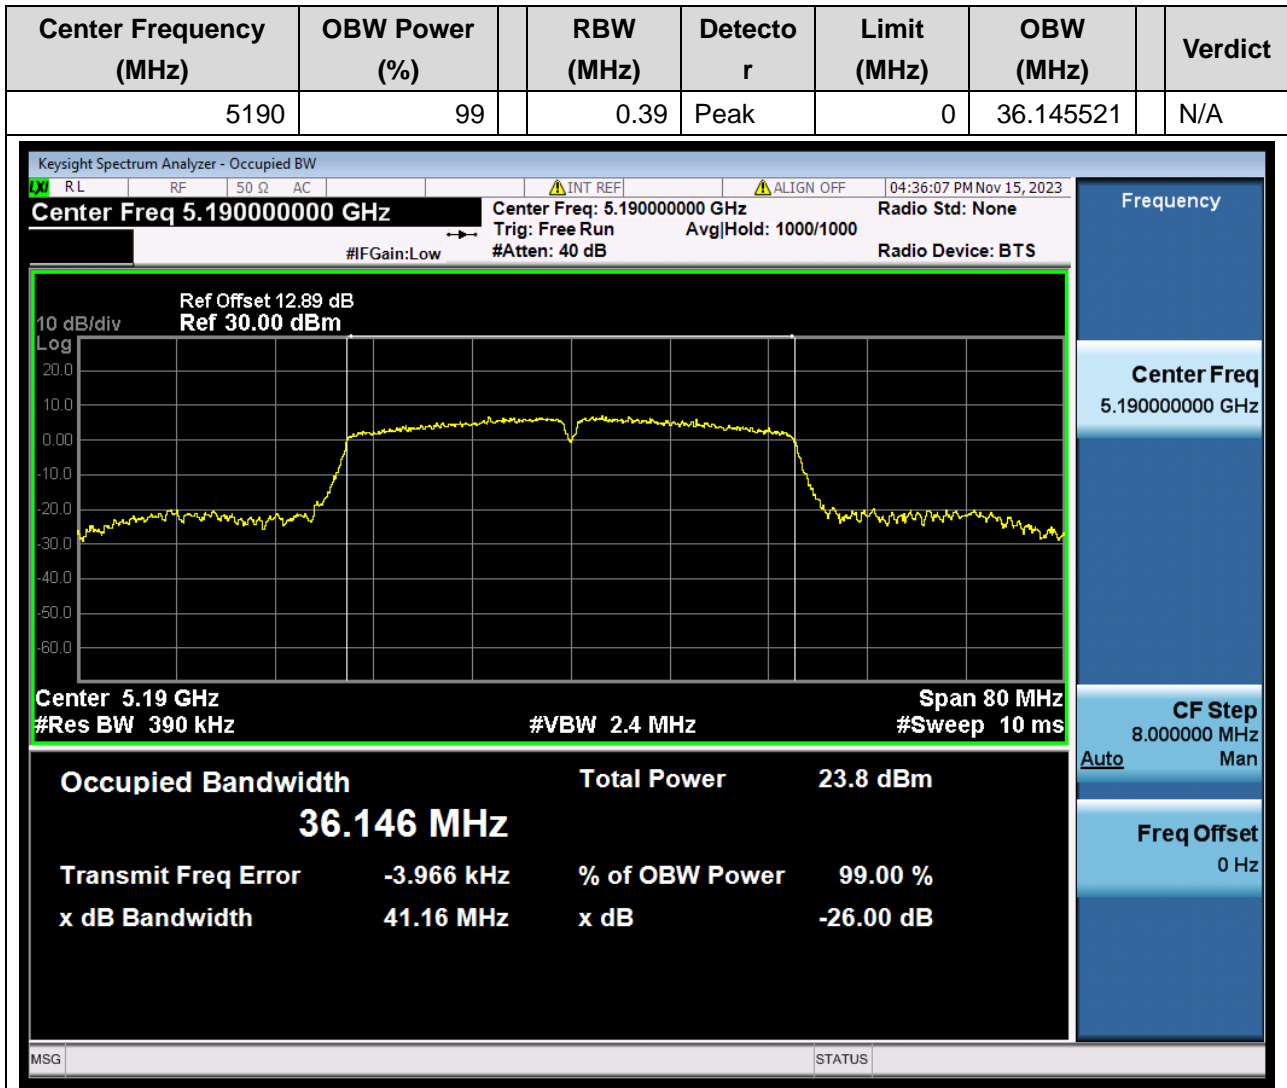 Center Frequency (MHz) OBW Power (%) RBW (MHz) Detector Limit (MHz) OBW (MHz) Verdict
5190 99 0.39 Peak 0 36.145521 N/A
Keysight Spectrum Analyzer - Occupied BW
LXI RL RF 50 Ω AC INT REF ALIGN OFF 04:36:07 PM Nov 15, 2023
Center Freq 5.190000000 GHz
Center Freq: 5.190000000 GHz
Radio Std: None
Trig: Free Run Avg|Hold: 1000/1000
#IFGain:Low #Atten: 40 dB Radio Device: BTS
Ref Offset 12.89 dB
10 dB/div Ref 30.00 dBm
Log
20.0
10.0
0.00
-10.0
-20.0
-30.0
-40.0
-50.0
-60.0
Center 5.19 GHz Span 80 MHz
#Res BW 390 kHz #VBW 2.4 MHz #Sweep 10 ms
Occupied Bandwidth Total Power 23.8 dBm
36.146 MHz
Transmit Freq Error -3.966 kHz % of OBW Power 99.00 %
x dB Bandwidth 41.16 MHz x dB -26.00 dB
Frequency
Center Freq
5.190000000 GHz
CF Step
8.000000 MHz
Auto Man
Freq Offset
0 Hz
MSG STATUS